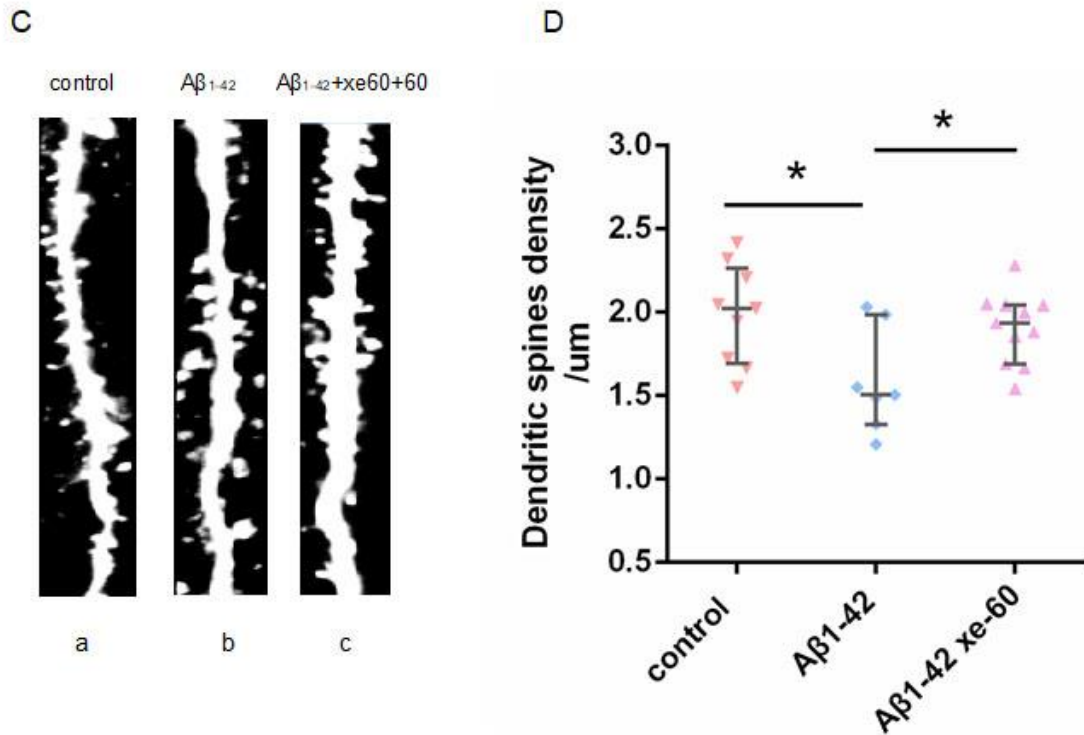 C
control
Aβ₁₋₄₂
Aβ₁₋₄₂+xe60+60
a
b
c
D
Dendritic spines density
/um
3.0
2.5
2.0
1.5
1.0
0.5
*
*
control
Aβ1-42
Aβ1-42 xe-60